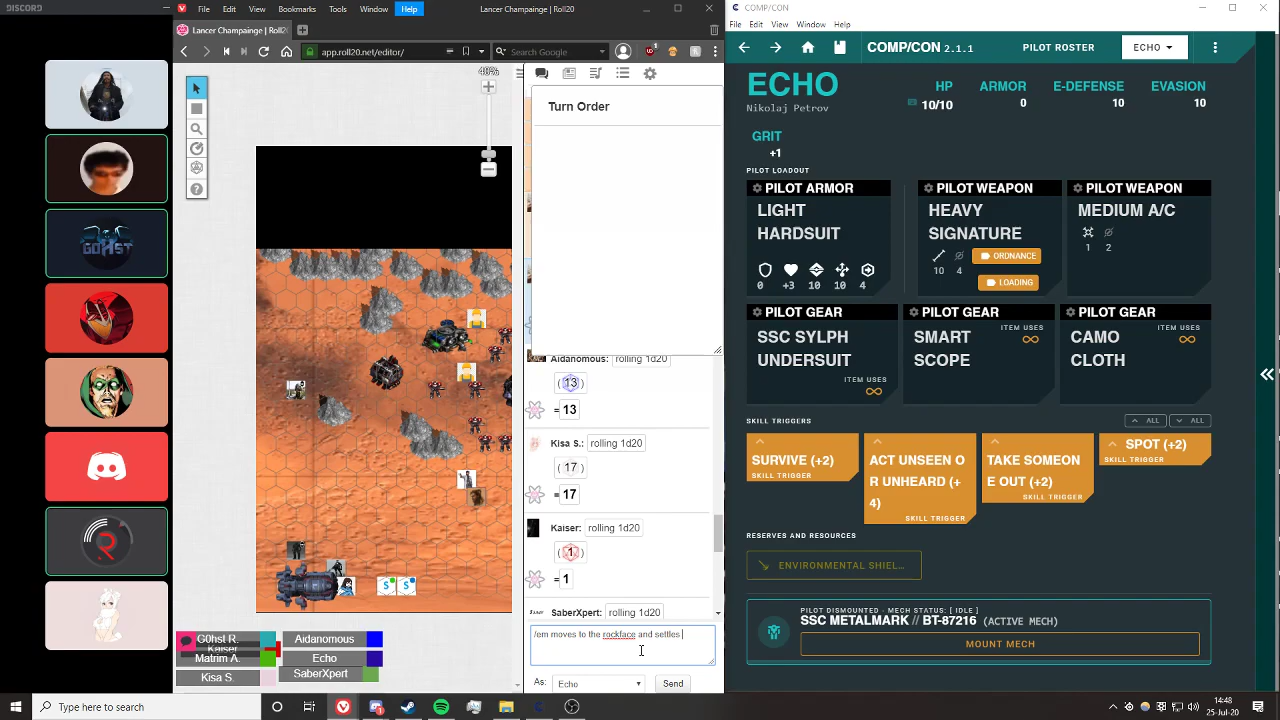 DISCORD
File
Edit
View
Window
Bookmarks
Mail
Tools
Window
Help
Lancer Champainge | Roll20
app.roll20.net/editor/
Search Google
40%
Turn Order
Aidanomous: rolling 1d20
( 13 )
= 13
Kisa S.: rolling 1d20
( 17 )
= 17
Kaiser: rolling 1d20
( 1 )
= 1
SaberXpert: rolling 1d20
/em moves to the rockface and settles
As: Echo Send
G0HST
R
S
S
G0hst R.
Kaiser
Matrim A.
Kisa S.
Aidanomous
Echo
SaberXpert
COMP/CON
File Edit View Window Help
COMP/CON 2.1.1 PILOT ROSTER ECHO
ECHO
Nikolaj Petrov
HP
10/10
ARMOR
0
E-DEFENSE
10
EVASION
10
GRIT
+1
PILOT LOADOUT
PILOT ARMOR
LIGHT
HARDSUIT
0 +3 10 10 4
PILOT WEAPON
HEAVY
SIGNATURE
10 4
ORDNANCE
LOADING
PILOT WEAPON
MEDIUM A/C
1 2
PILOT GEAR
SSC SYLPH
UNDERSUIT
ITEM USES
∞
PILOT GEAR
SMART
SCOPE
ITEM USES
∞
PILOT GEAR
CAMO
CLOTH
ITEM USES
∞
SKILL TRIGGERS
ALL ALL
SURVIVE (+2)
SKILL TRIGGER
ACT UNSEEN O
R UNHEARD (+
4)
SKILL TRIGGER
TAKE SOMEON
E OUT (+2)
SKILL TRIGGER
SPOT (+2)
SKILL TRIGGER
RESERVES AND RESOURCES
ENVIRONMENTAL SHIEL…
PILOT DISMOUNTED - MECH STATUS: [ IDLE ]
SSC METALMARK // BT-87216 (ACTIVE MECH)
MOUNT MECH
Type here to search
14:48
25-Jul-20